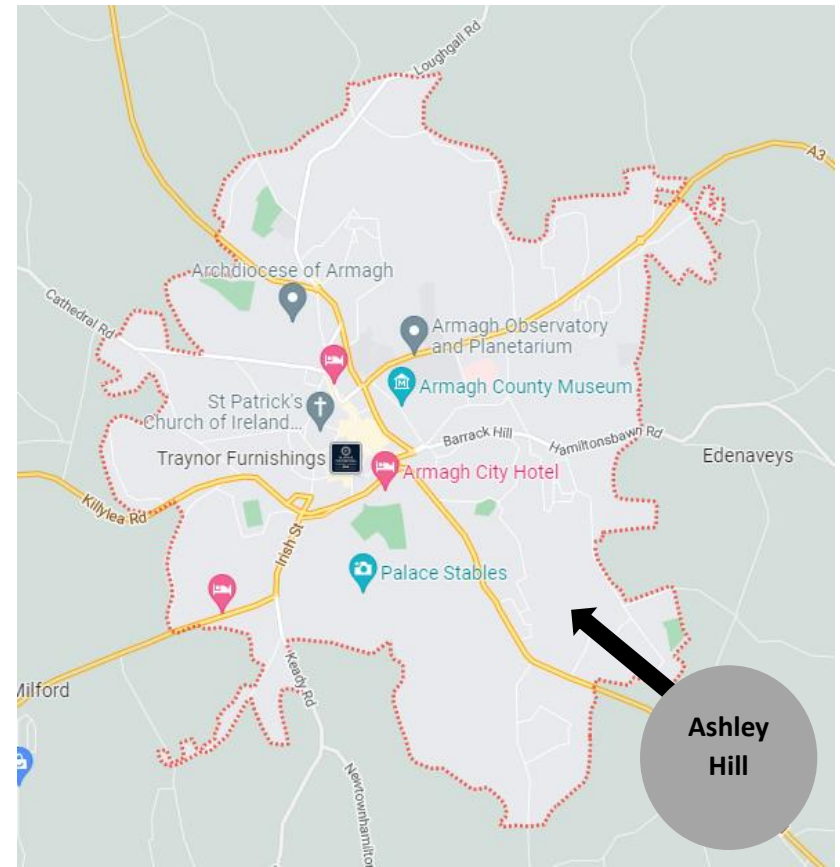 Loughgall Rd
A3
Archdiocese of Armagh
Cathedral Rd
Armagh Observatory
and Planetarium
Armagh County Museum
St Patrick's
Church of Ireland...
Barrack Hill
Hamiltonsbawn Rd
Traynor Furnishings
Edenaveys
Armagh City Hotel
Killylea Rd
Irish St
Palace Stables
Keady Rd
Milford
Ashley
Hill
Newtownhamilton